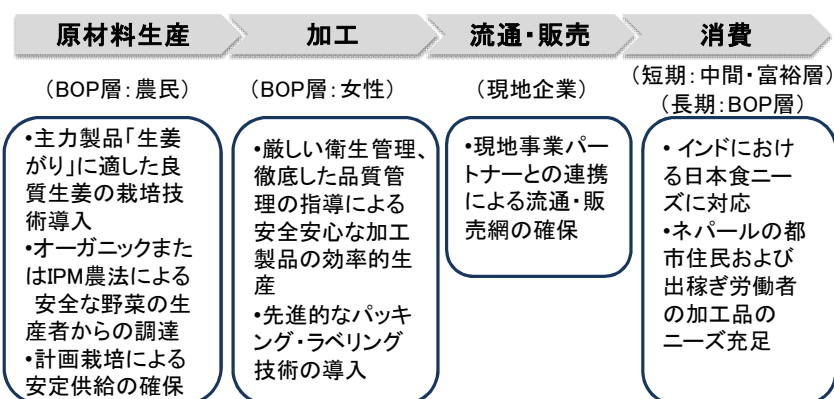 原材料生産
加工
流通・販売
消費
（BOP層：農民）
（BOP層：女性）
（現地企業）
（短期：中間・富裕層）
（長期：BOP層）
•主力製品「生姜
がり」に適した良
質生姜の栽培技
術導入
•オーガニックまた
はIPM農法による
安全な野菜の生
産者からの調達
•計画栽培による
安定供給の確保
•厳しい衛生管理、
徹底した品質管
理の指導による
安全安心な加工
製品の効率的生
産
•先進的なパッキ
ング・ラベリング
技術の導入
•現地事業パー
トナーとの連携
による流通・販
売網の確保
• インドにおけ
る日本食ニー
ズに対応
•ネパールの都
市住民および
出稼ぎ労働者
の加工品の
ニーズ充足